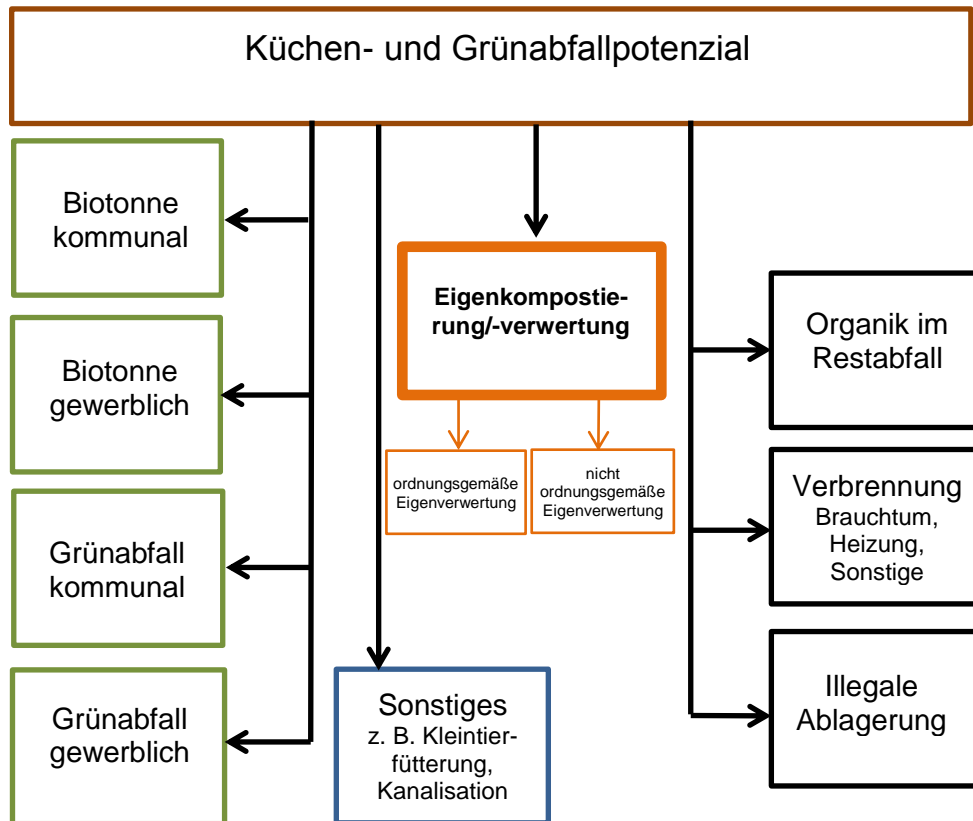 Küchen- und Grünabfallpotenzial
Biotonne
kommunal
Biotonne
gewerblich
Grünabfall
kommunal
Grünabfall
gewerblich
Sonstiges
z. B. Kleintier-
fütterung,
Kanalisation
Eigenkompostie-
rung/-verwertung
ordnungsgemäße
Eigenverwertung
nicht
ordnungsgemäße
Eigenverwertung
Organik im
Restabfall
Verbrennung
Brauchtum,
Heizung,
Sonstige
Illegale
Ablagerung